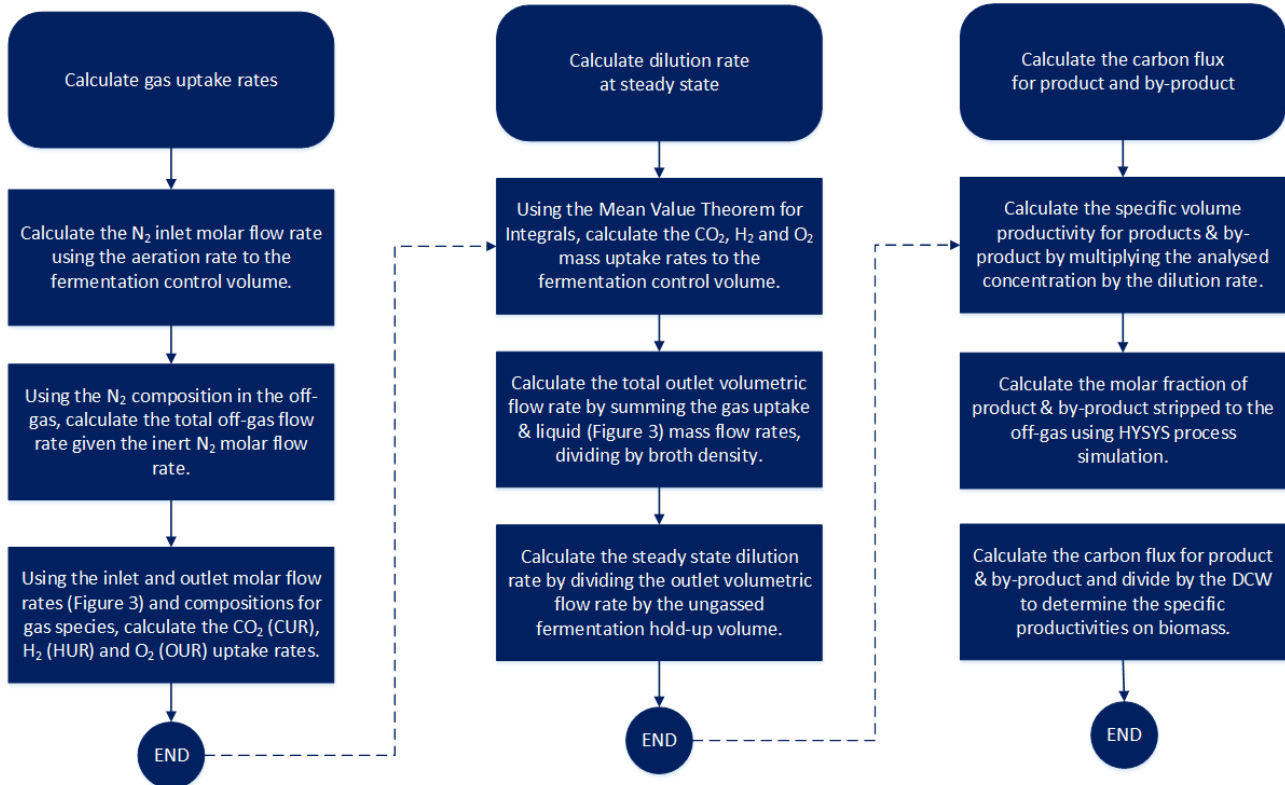 Calculate gas uptake rates
Calculate the N₂ inlet molar flow rate
using the aeration rate to the
fermentation control volume.
Using the N₂ composition in the off-
gas, calculate the total off-gas flow
rate given the inert N₂ molar flow
rate.
Using the inlet and outlet molar flow
rates (Figure 3) and compositions for
gas species, calculate the CO₂ (CUR),
H₂ (HUR) and O₂ (OUR) uptake rates.
END
Calculate dilution rate
at steady state
Using the Mean Value Theorem for
Integrals, calculate the CO₂, H₂ and O₂
mass uptake rates to the
fermentation control volume.
Calculate the total outlet volumetric
flow rate by summing the gas uptake
& liquid (Figure 3) mass flow rates,
dividing by broth density.
Calculate the steady state dilution
rate by dividing the outlet volumetric
flow rate by the ungassed
fermentation hold-up volume.
END
Calculate the carbon flux
for product and by-product
Calculate the specific volume
productivity for products & by-
product by multiplying the analysed
concentration by the dilution rate.
Calculate the molar fraction of
product & by-product stripped to the
off-gas using HYSYS process
simulation.
Calculate the carbon flux for product
& by-product and divide by the DCW
to determine the specific
productivities on biomass.
END